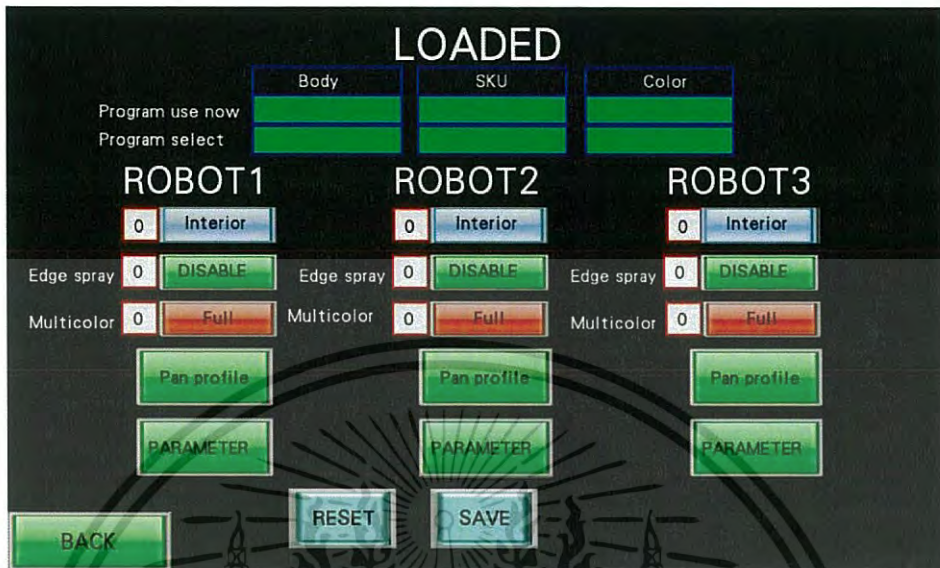 LOADED
Body SKU Color
Program use now
Program select
ROBOT1 ROBOT2 ROBOT3
0 Interior 0 Interior 0 Interior
Edge spray 0 DISABLE Edge spray 0 DISABLE Edge spray 0 DISABLE
Multicolor 0 Full Multicolor 0 Full Multicolor 0 Full
Pan profile Pan profile Pan profile
PARAMETER PARAMETER PARAMETER
RESET SAVE
BACK